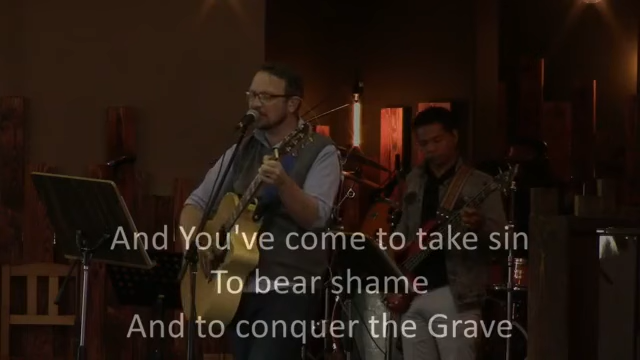 And You've come to take sin
To bear shame
And to conquer the Grave